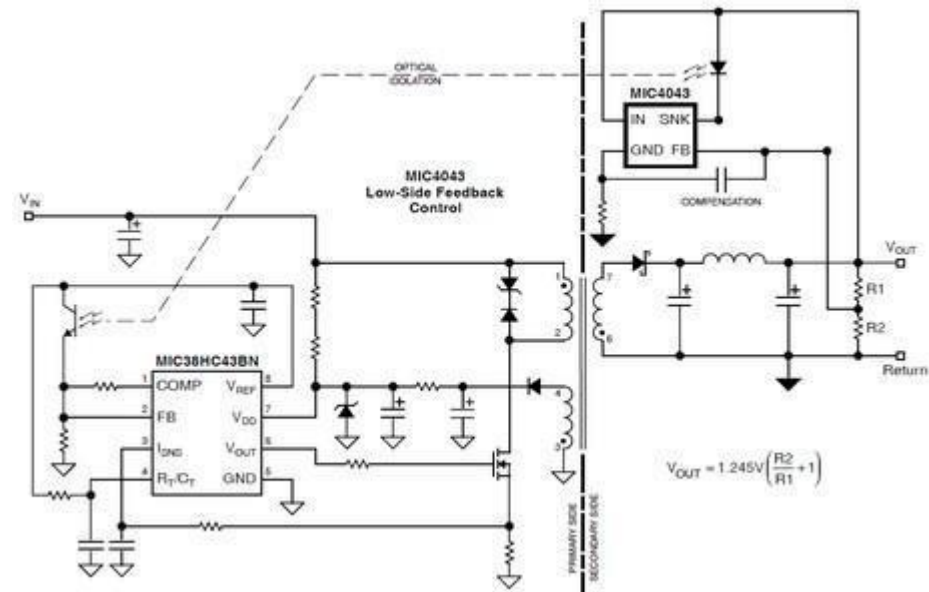 OPTICAL
ISOLATION
MIC4043
IN SNK
GND FB
COMPENSATION
MIC4043
Low-Side Feedback
Control
VIN
VOUT
R1
R2
Return
1
2
7
6
4
3
MIC38HC43BN
1 COMP VREF 8
2 FB VDD 7
3 VOUT 6
4 RT/CT GND 5
VOUT = 1.245V(R2/R1 + 1)
PRIMARY SIDE
SECONDARY SIDE